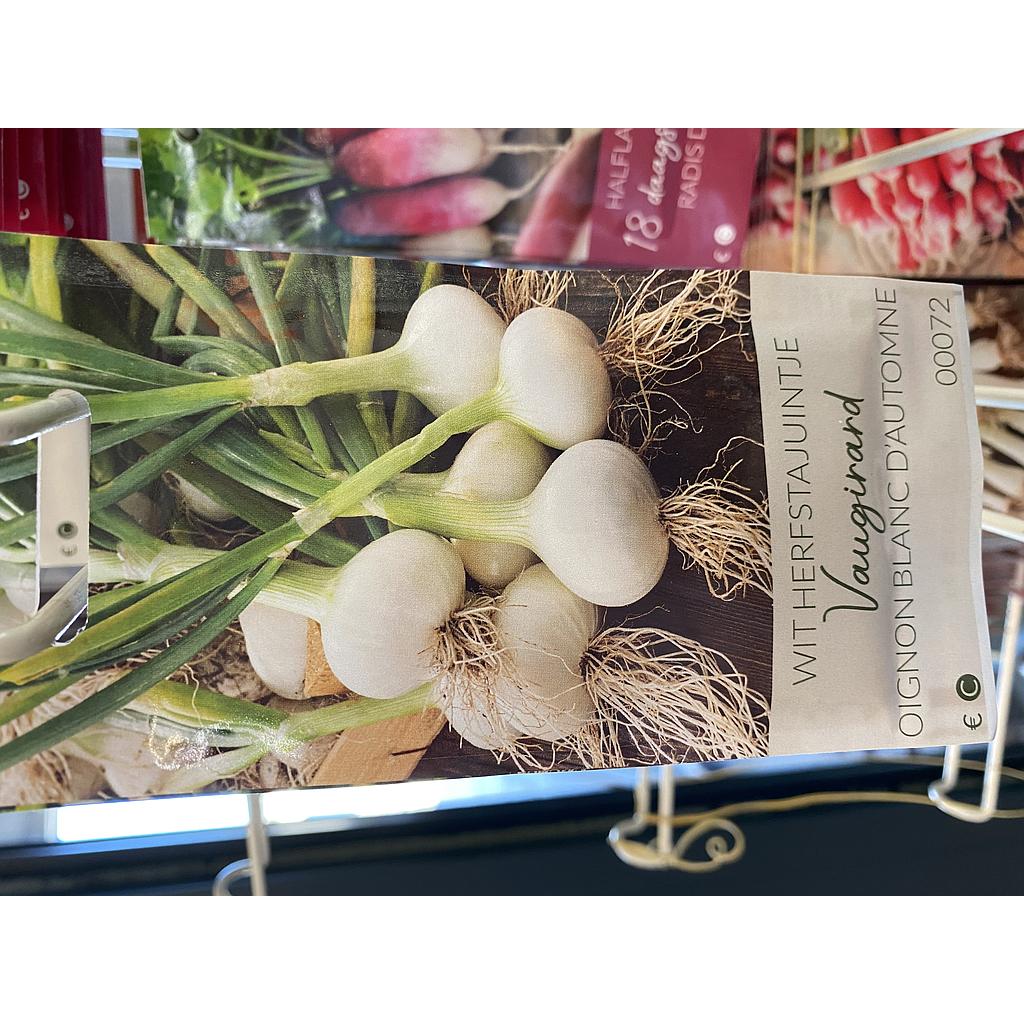 WIT HERFSTAJUINTJE
Vaugirard
OIGNON BLANC D'AUTOMNE
00072
€ C
HALFLA
18 daags
RADIS D
€ B
€ C